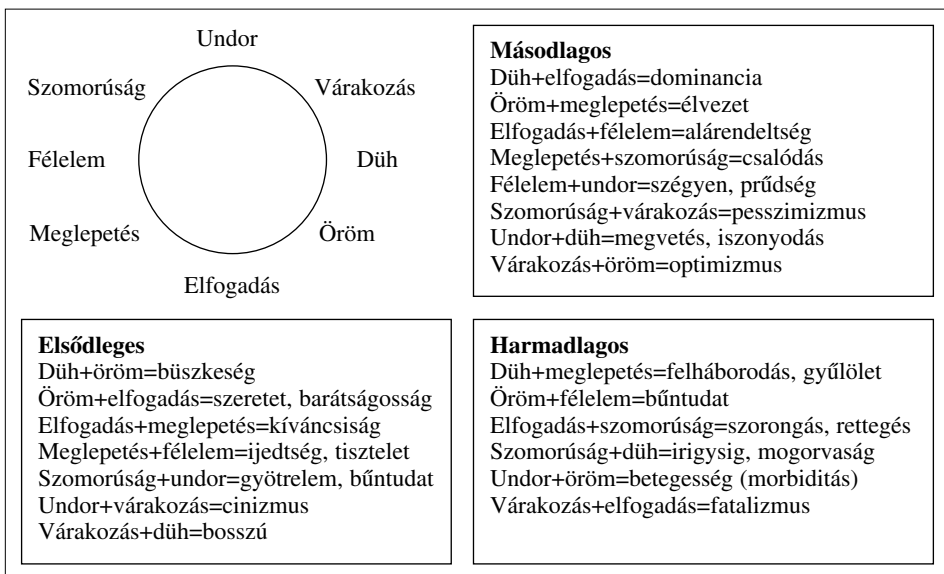 Undor
Szomorúság
Várakozás
Félelem
Düh
Meglepetés
Öröm
Elfogadás
Másodlagos
Düh+elfogadás=dominancia
Öröm+meglepetés=élvezet
Elfogadás+félelem=alárendeltség
Meglepetés+szomorúság=csalódás
Félelem+undor=szégyen, prűdség
Szomorúság+várakozás=pesszimizmus
Undor+düh=megvetés, iszonyodás
Várakozás+öröm=optimizmus
Elsődleges
Düh+öröm=büszkeség
Öröm+elfogadás=szeretet, barátságosság
Elfogadás+meglepetés=kíváncsiság
Meglepetés+félelem=ijedtség, tisztelet
Szomorúság+undor=gyötrelem, bűntudat
Undor+várakozás=cinizmus
Várakozás+düh=bosszú
Harmadlagos
Düh+meglepetés=felháborodás, gyűlölet
Öröm+félelem=bűntudat
Elfogadás+szomorúság=szorongás, rettegés
Szomorúság+düh=irigysig, mogorvaság
Undor+öröm=betegesség (morbiditás)
Várakozás+elfogadás=fatalizmus